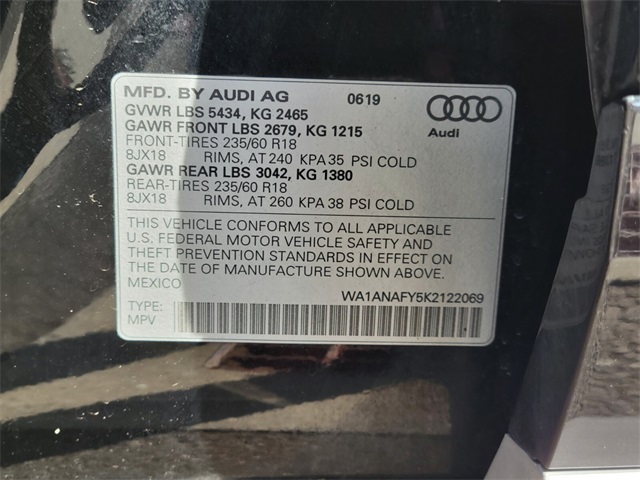 MFD. BY AUDI AG 0619
GVWR LBS 5434, KG 2465
GAWR FRONT LBS 2679, KG 1215
FRONT-TIRES 235/60 R18
8JX18 RIMS, AT 240 KPA 35 PSI COLD
GAWR REAR LBS 3042, KG 1380
REAR-TIRES 235/60 R18
8JX18 RIMS, AT 260 KPA 38 PSI COLD
Audi
THIS VEHICLE CONFORMS TO ALL APPLICABLE
U.S. FEDERAL MOTOR VEHICLE SAFETY AND
THEFT PREVENTION STANDARDS IN EFFECT ON
THE DATE OF MANUFACTURE SHOWN ABOVE.
MEXICO
WA1ANAFY5K2122069
TYPE:
MPV